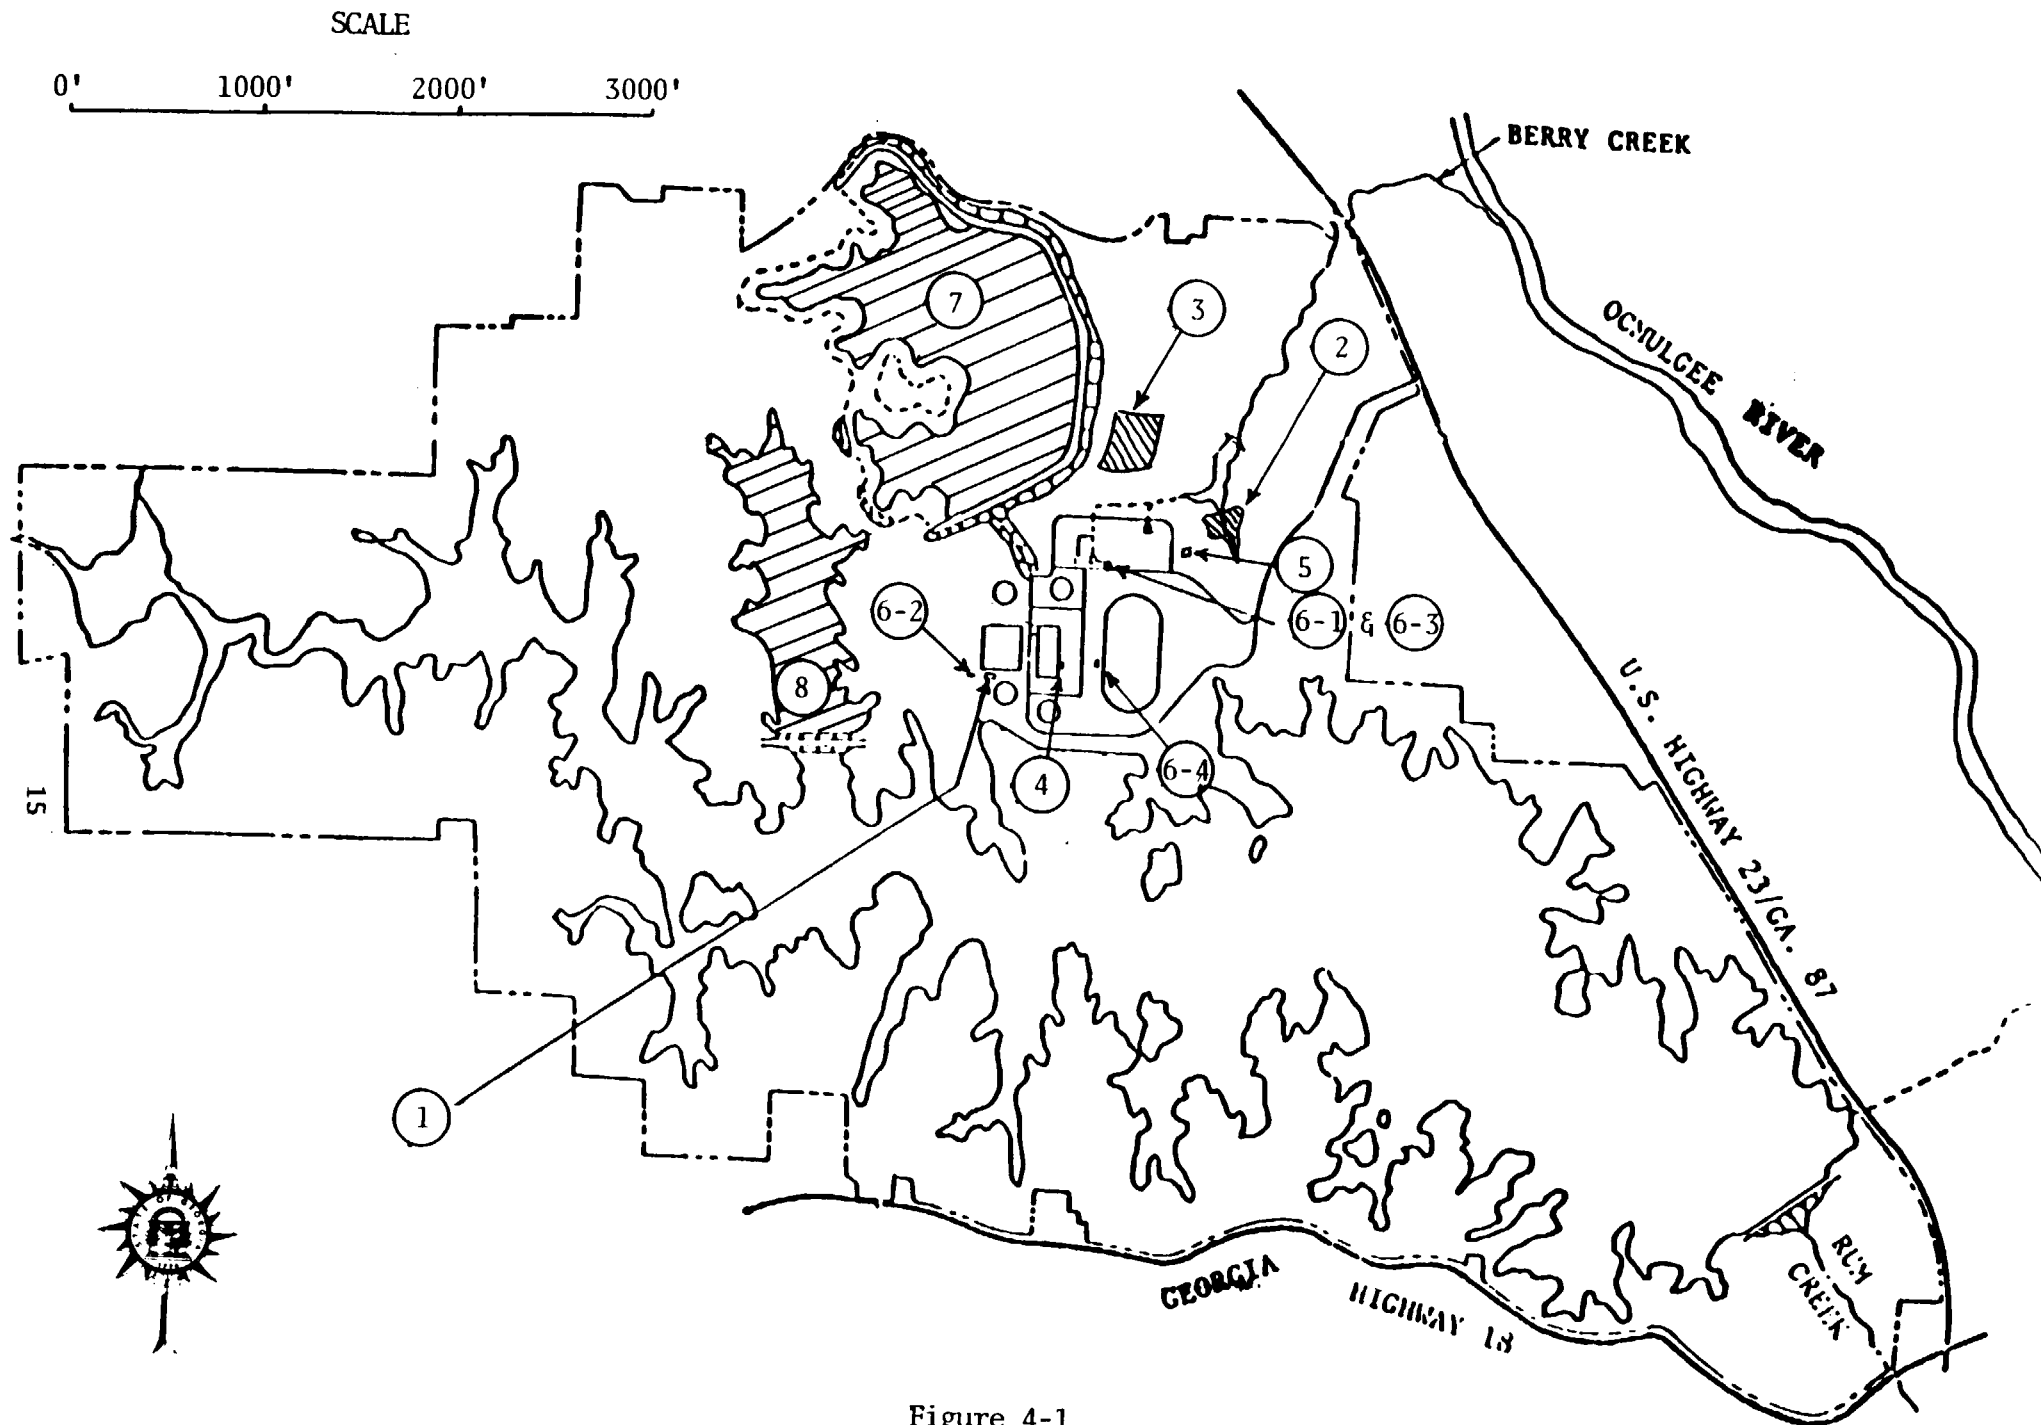 SCALE
0' 1000' 2000' 3000'
BERRY CREEK
OCMULGEE RIVER
7
3
2
5
6-2
6-1 & 6-3
8
4
6-4
15
U.S. HIGHWAY 23/GA. 87
1
RUM
CREEK
GEORGIA HIGHWAY 18
Figure 4-1